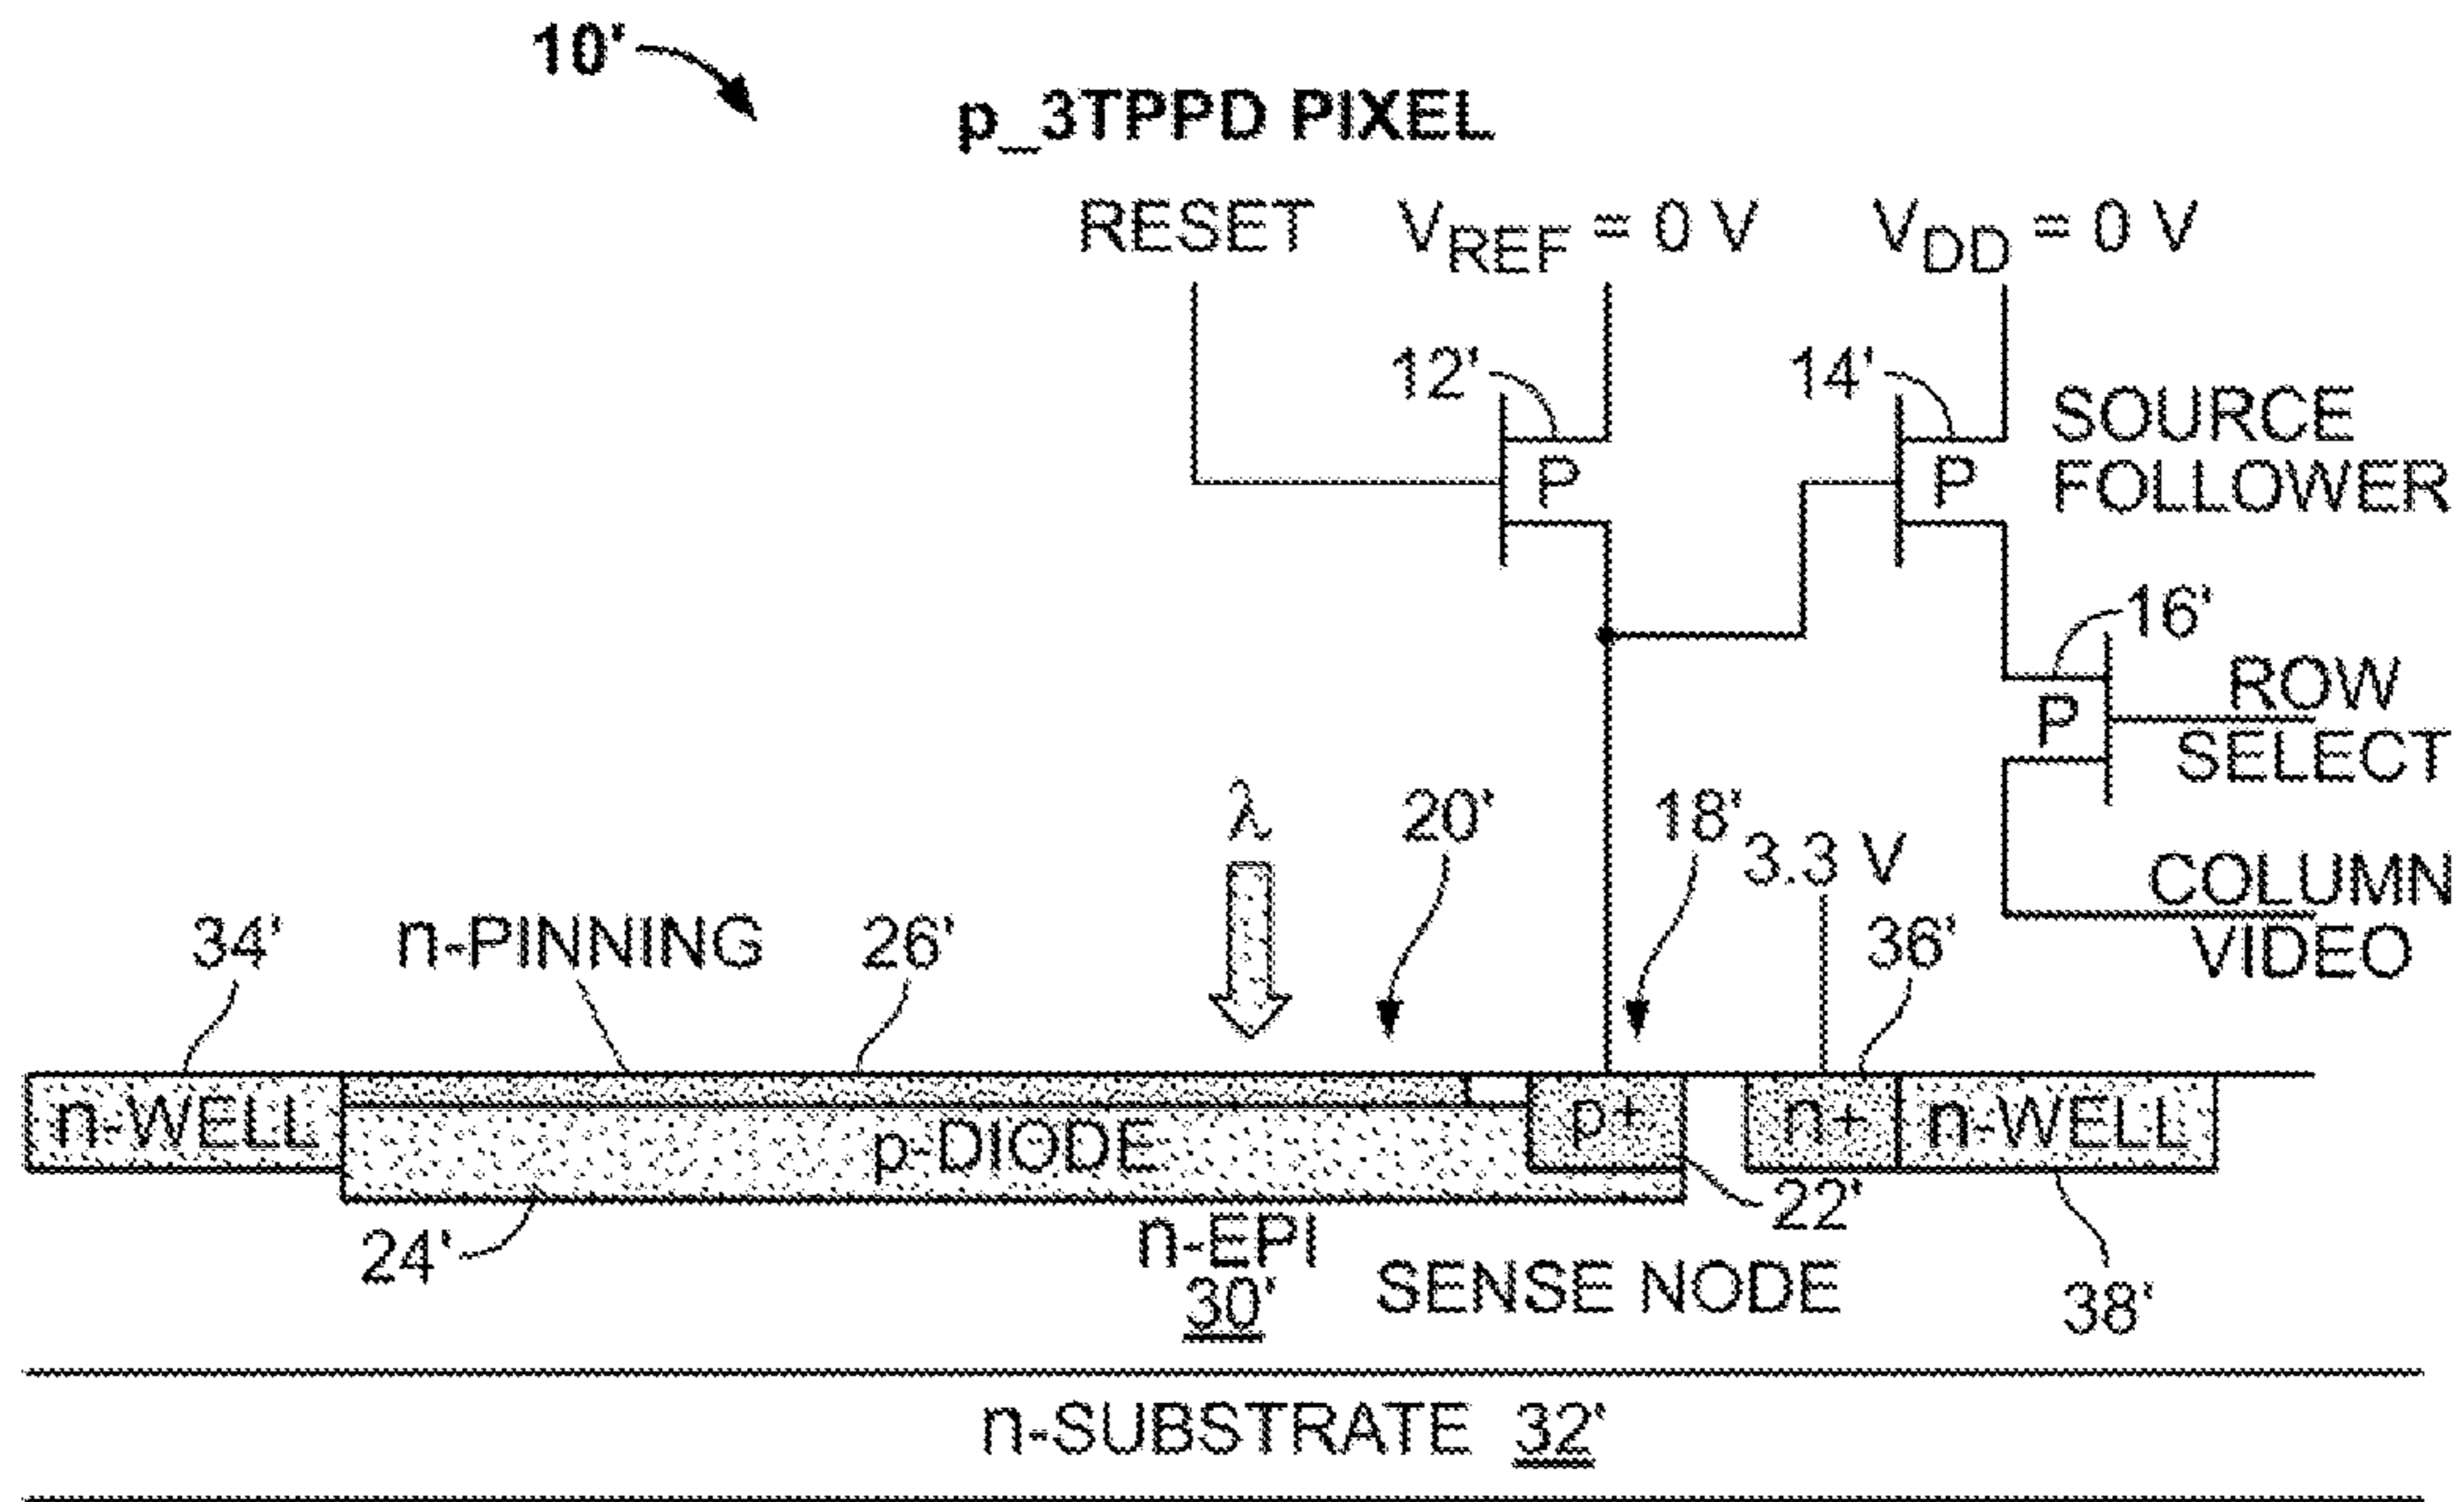 10'
p_3TPPD PIXEL
RESET VREF = 0 V VDD = 0 V
12' 14'
SOURCE
FOLLOWER
P P
16'
ROW
SELECT
P
λ 20' 18'
3.3 V
COLUMN
VIDEO
34' n-PINNING 26' 36'
n-WELL p-DIODE p+ n+ n-WELL
24' 22'
n-EPI
30'
SENSE NODE
38'
n-SUBSTRATE 32'